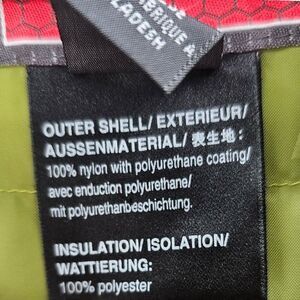 FABRIQUE A
LADESH
OUTER SHELL/ EXTERIEUR/
AUSSENMATERIAL/ 表生地:
100% nylon with polyurethane coating/
avec enduction polyurethane/
mit polyurethanbeschichtung.
INSULATION/ ISOLATION/
WATTIERUNG:
100% polyester